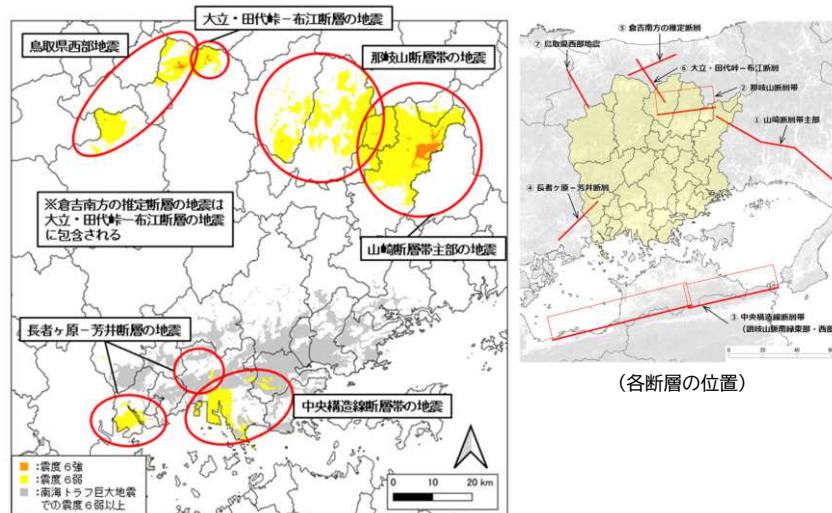 大立・田代峠－布江断層の地震
鳥取県西部地震
那岐山断層帯の地震
※倉吉南方の推定断層の地震は
大立・田代峠－布江断層の地震
に包含される
山崎断層帯主部の地震
長者ヶ原－芳井断層の地震
中央構造線断層帯の地震
:震度6強
:震度6弱
:南海トラフ巨大地震
での震度6弱以上
0 10 20 km
⑤ 倉吉南方の推定断層
⑦ 鳥取県西部地震
⑥ 大立・田代峠－布江断層
② 那岐山断層帯
① 山崎断層帯主部
④ 長者ヶ原－芳井断層
③ 中央構造線断層帯
(讃岐山脈南縁東部・西部
0 20 40 60
(各断層の位置)